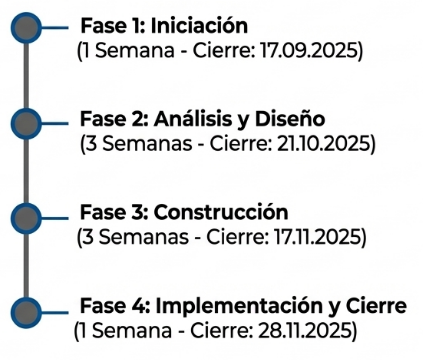 Fase 1: Iniciación
(1 Semana - Cierre: 17.09.2025)
Fase 2: Análisis y Diseño
(3 Semanas - Cierre: 21.10.2025)
Fase 3: Construcción
(3 Semanas - Cierre: 17.11.2025)
Fase 4: Implementación y Cierre
(1 Semana - Cierre: 28.11.2025)